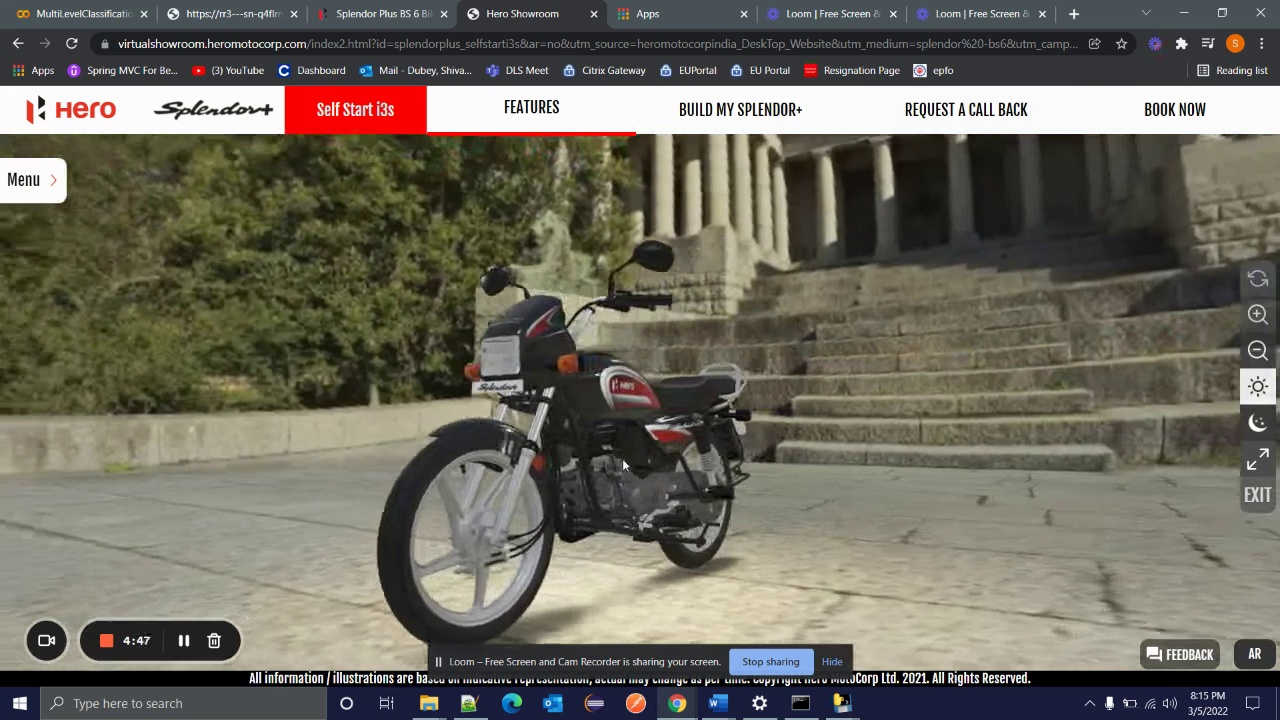 MultiLevelClassificatio
https://rr3---sn-q4flrn
Splendor Plus BS 6 Bi
Hero Showroom
Apps
Loom | Free Screen &
Loom | Free Screen &
virtualshowroom.heromotocorp.com/index2.html?id=splendorplus_selfstarti3s&at=no&utm_source=heromotocorpindia_DeskTop_Website&utm_medium=splendor%20-bs6&utm_camp...
Apps
Spying MVC For Be...
(3) YouTube
Dashboard
Mail - Dubey, Shiva...
DLS Meet
Citrix Gateway
EUPortal
EU Portal
Resignation Page
epfo
Reading list
Hero
Splendor+
Self Start i3s
FEATURES
BUILD MY SPLENDOR+
REQUEST A CALL BACK
BOOK NOW
Menu
Hero
Splendor+
EXIT
4:47
Loom – Free Screen and Cam Recorder is sharing your screen.
Stop sharing
Hide
FEEDBACK
AR
All information / illustrations are based on indicative representation, actual may change as per time. Copyright Hero MotoCorp Ltd. 2021. All Rights Reserved.
Type here to search
8:15 PM
3/5/2022